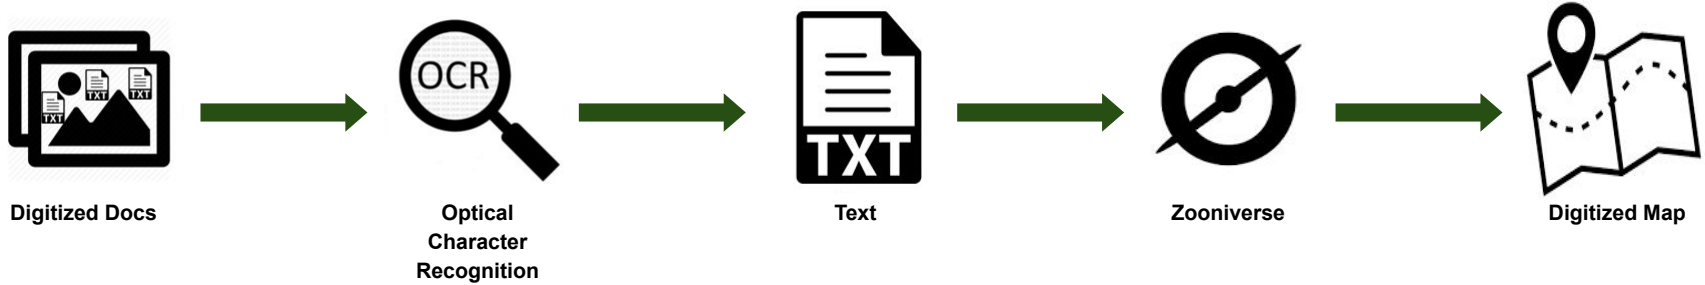 TXT
TXT
TXT
OCR
TXT
Digitized Docs
Optical
Character
Recognition
Text
Zooniverse
Digitized Map